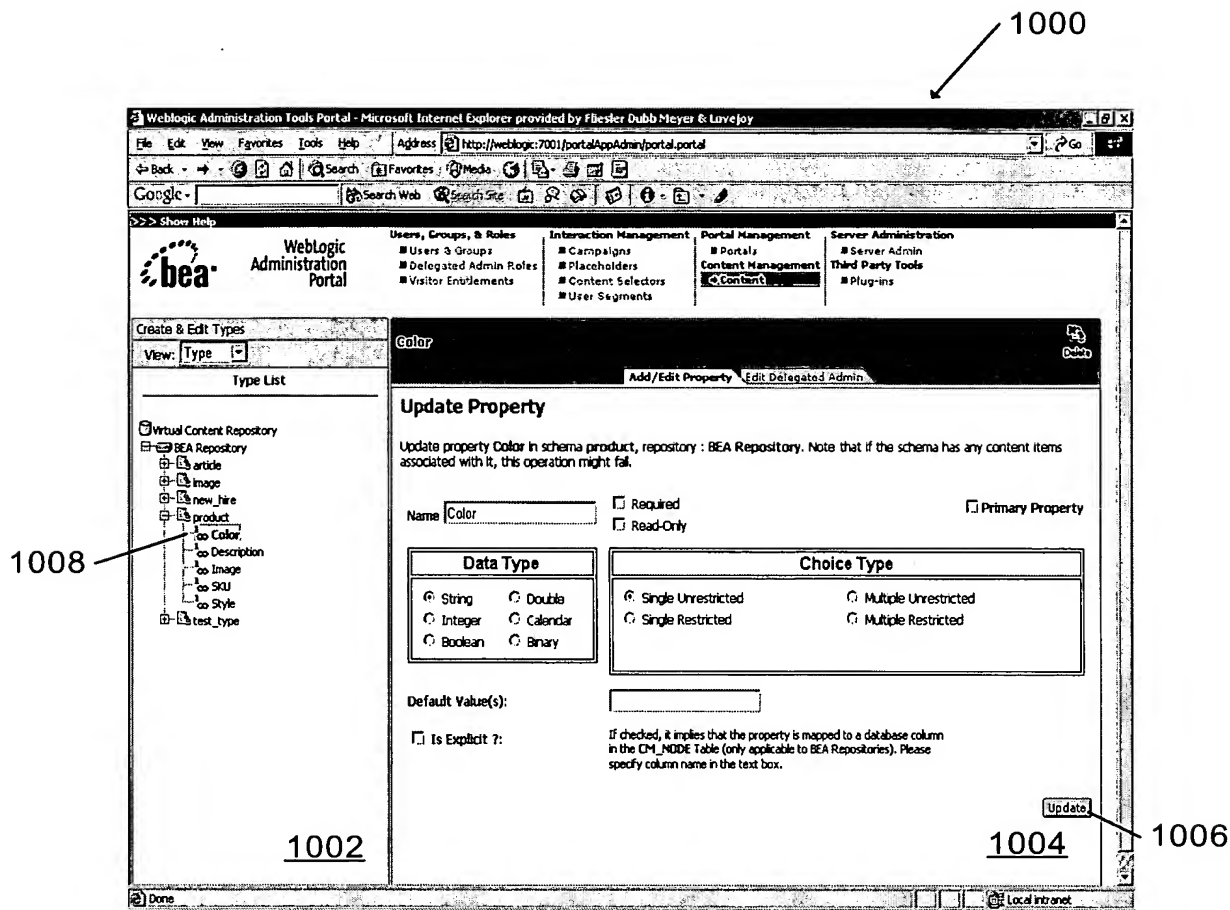 1000
Weblogic Administration Tools Portal - Microsoft Internet Explorer provided by Fliesler Dubb Meyer & Lovejoy
File Edit View Favorites Tools Help Address http://weblogic:7001/portalAppAdmin/portal.portal Go
Back Search Favorites Media
Google Search Web Search Site
>>> Show Help
bea WebLogic Administration Portal
Users, Groups, & Roles
Users & Groups
Delegated Admin Roles
Visitor Entitlements
Interaction Management
Campaigns
Placeholders
Content Selectors
User Segments
Portal Management
Portals
Content Management
Content
Server Administration
Server Admin
Third Party Tools
Plug-ins
Create & Edit Types
View: Type
Type List
Virtual Content Repository
BEA Repository
article
image
new_hire
product
Color
Description
Image
SKU
Style
test_type
1008
1002
Color
Delete
Add/Edit Property Edit Delegated Admin
Update Property
Update property Color in schema product, repository : BEA Repository. Note that if the schema has any content items
associated with it, this operation might fail.
Name Color
Required
Read-Only
Primary Property
Data Type
String Double
Integer Calendar
Boolean Binary
Choice Type
Single Unrestricted Multiple Unrestricted
Single Restricted Multiple Restricted
Default Value(s):
Is Explicit ?:
If checked, it implies that the property is mapped to a database column
in the CM_NODE Table (only applicable to BEA Repositories). Please
specify column name in the text box.
Update
1004
1006
Done Local intranet